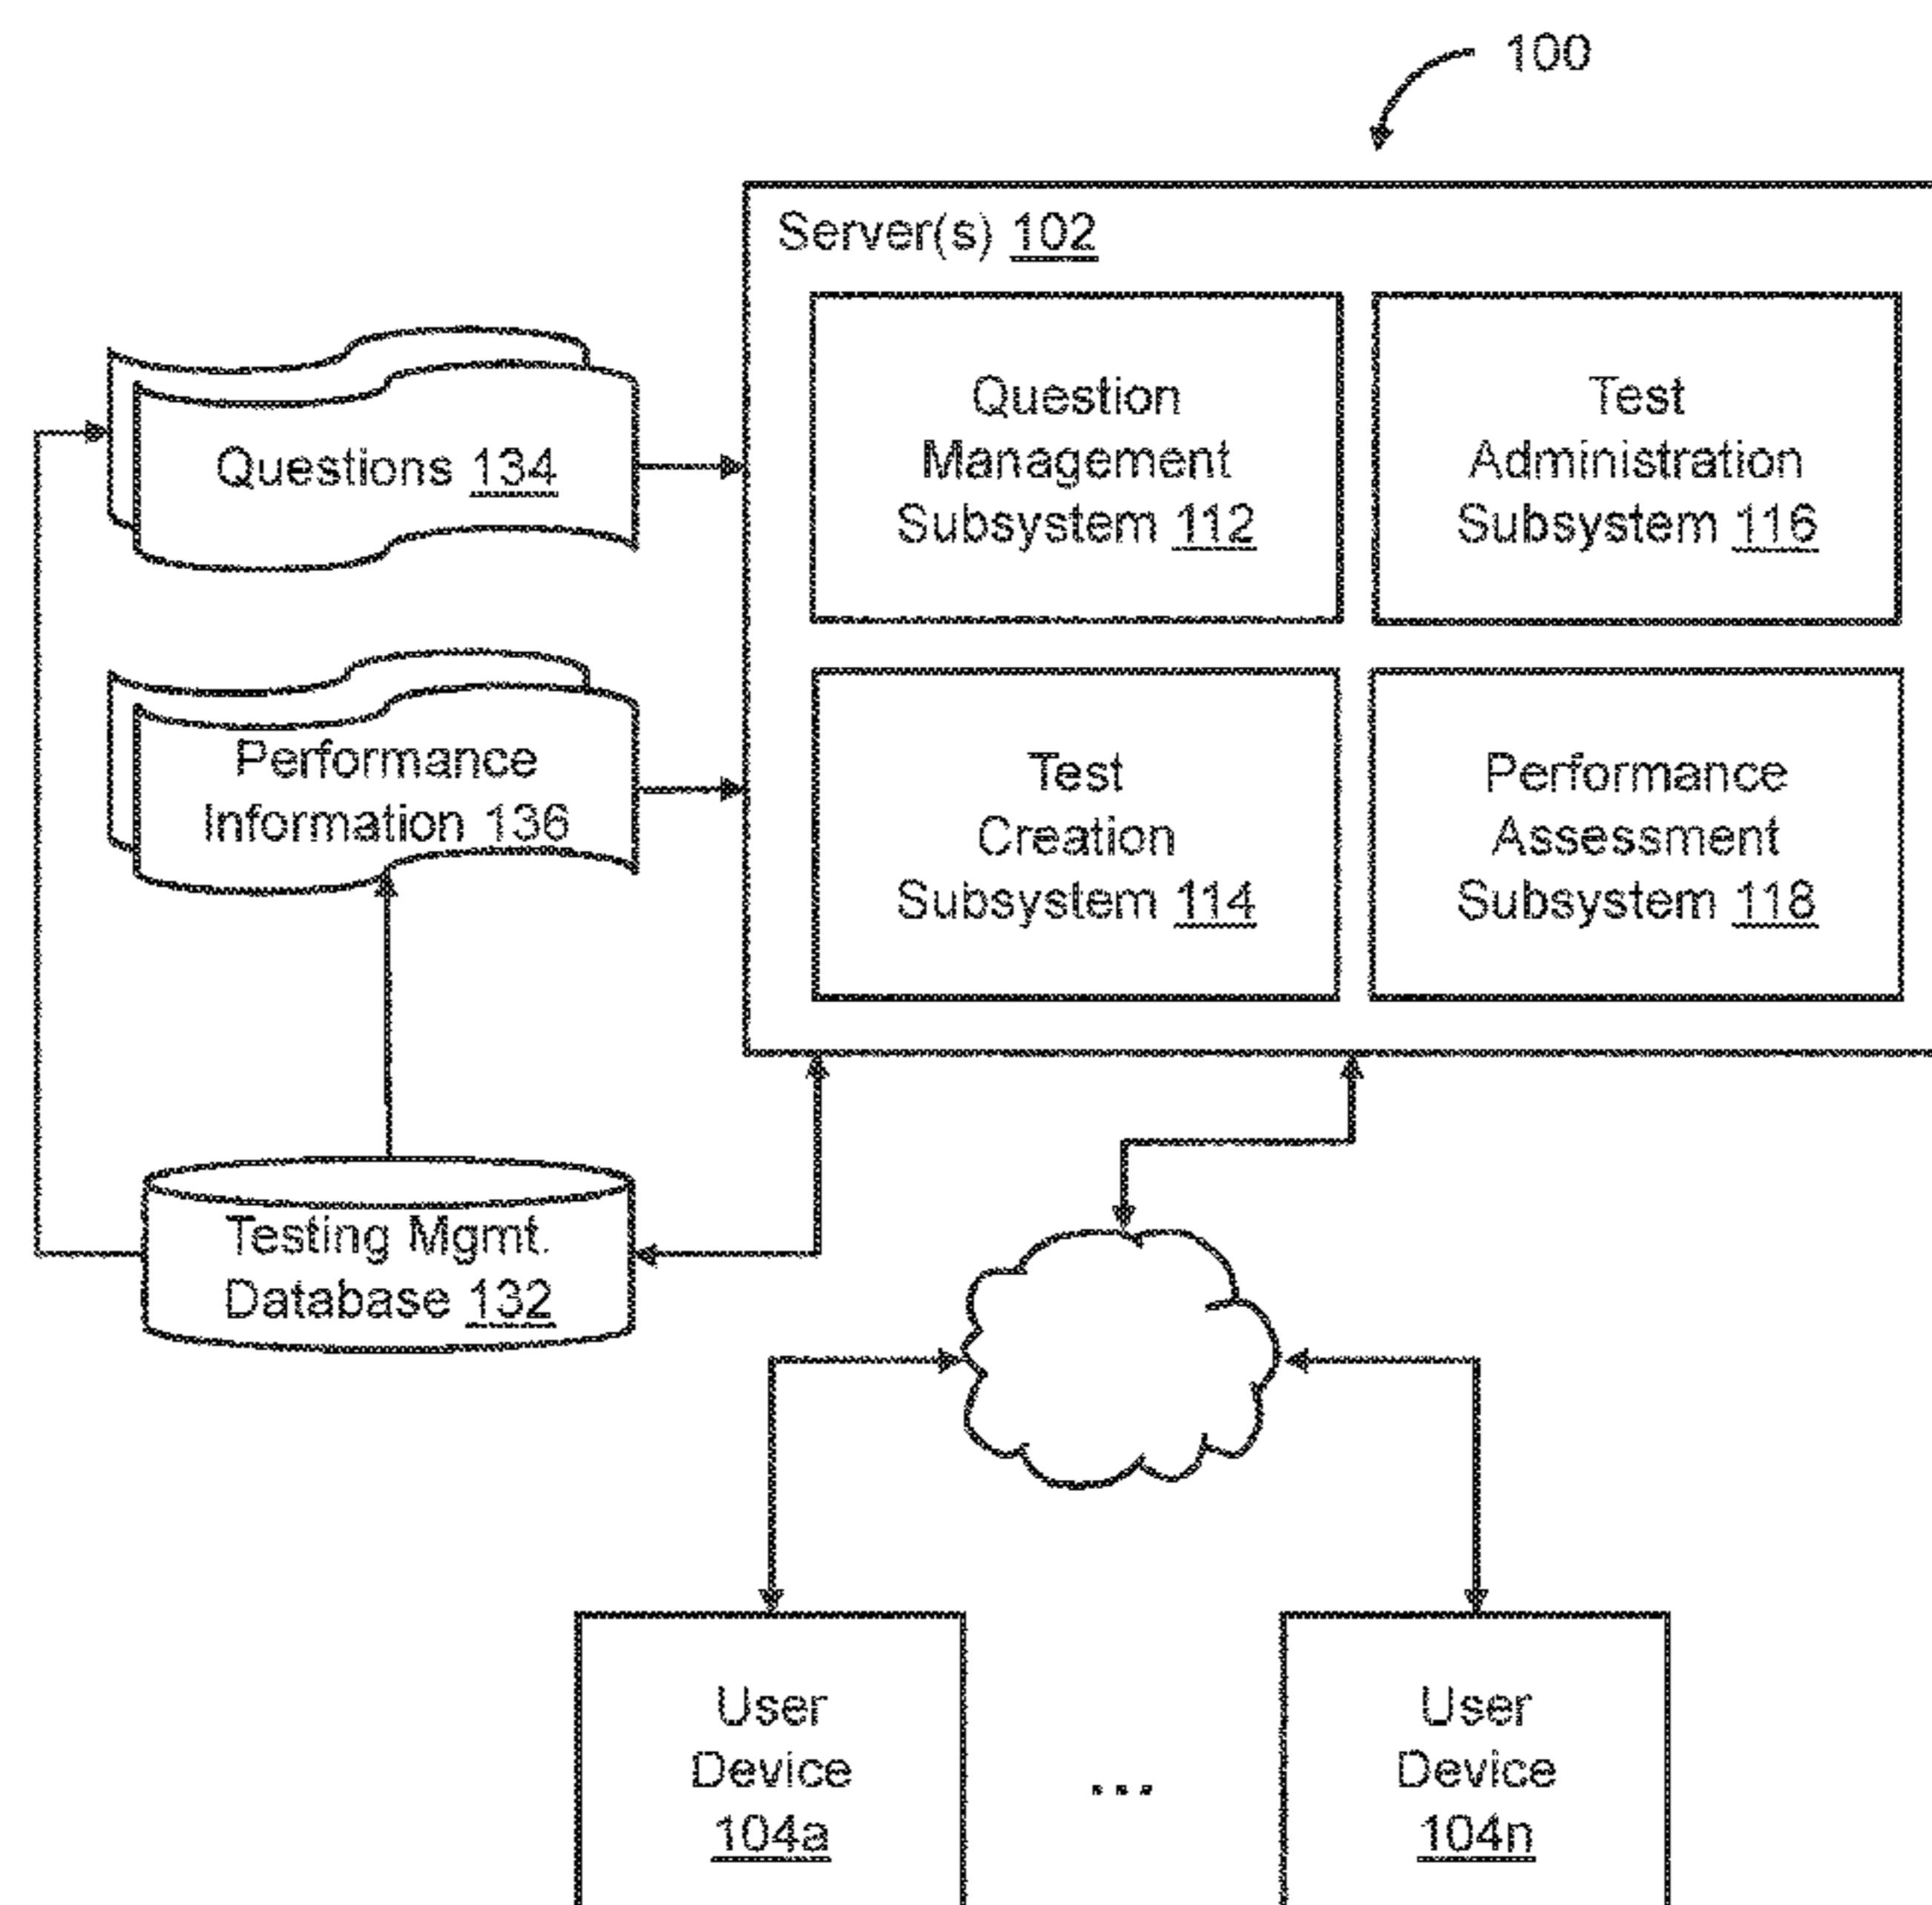 100
Server(s) 102
Question
Management
Subsystem 112
Test
Administration
Subsystem 116
Questions 134
Performance
Information 136
Test
Creation
Subsystem 114
Performance
Assessment
Subsystem 118
Testing Mgmt.
Database 132
User
Device
104a
...
User
Device
104n